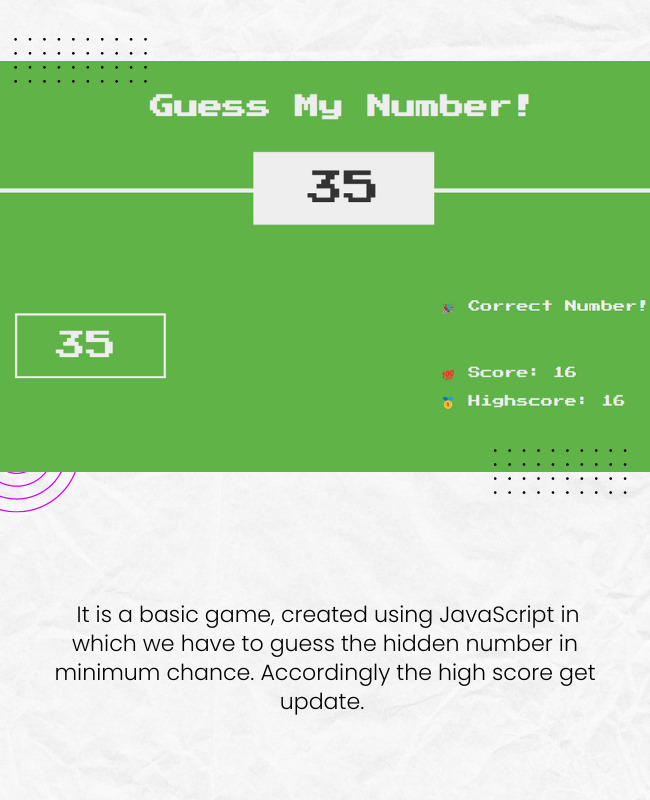 Guess My Number!
35
35
🎉 Correct Number!
💯 Score: 16
🥇 Highscore: 16
It is a basic game, created using JavaScript in
which we have to guess the hidden number in
minimum chance. Accordingly the high score get
update.